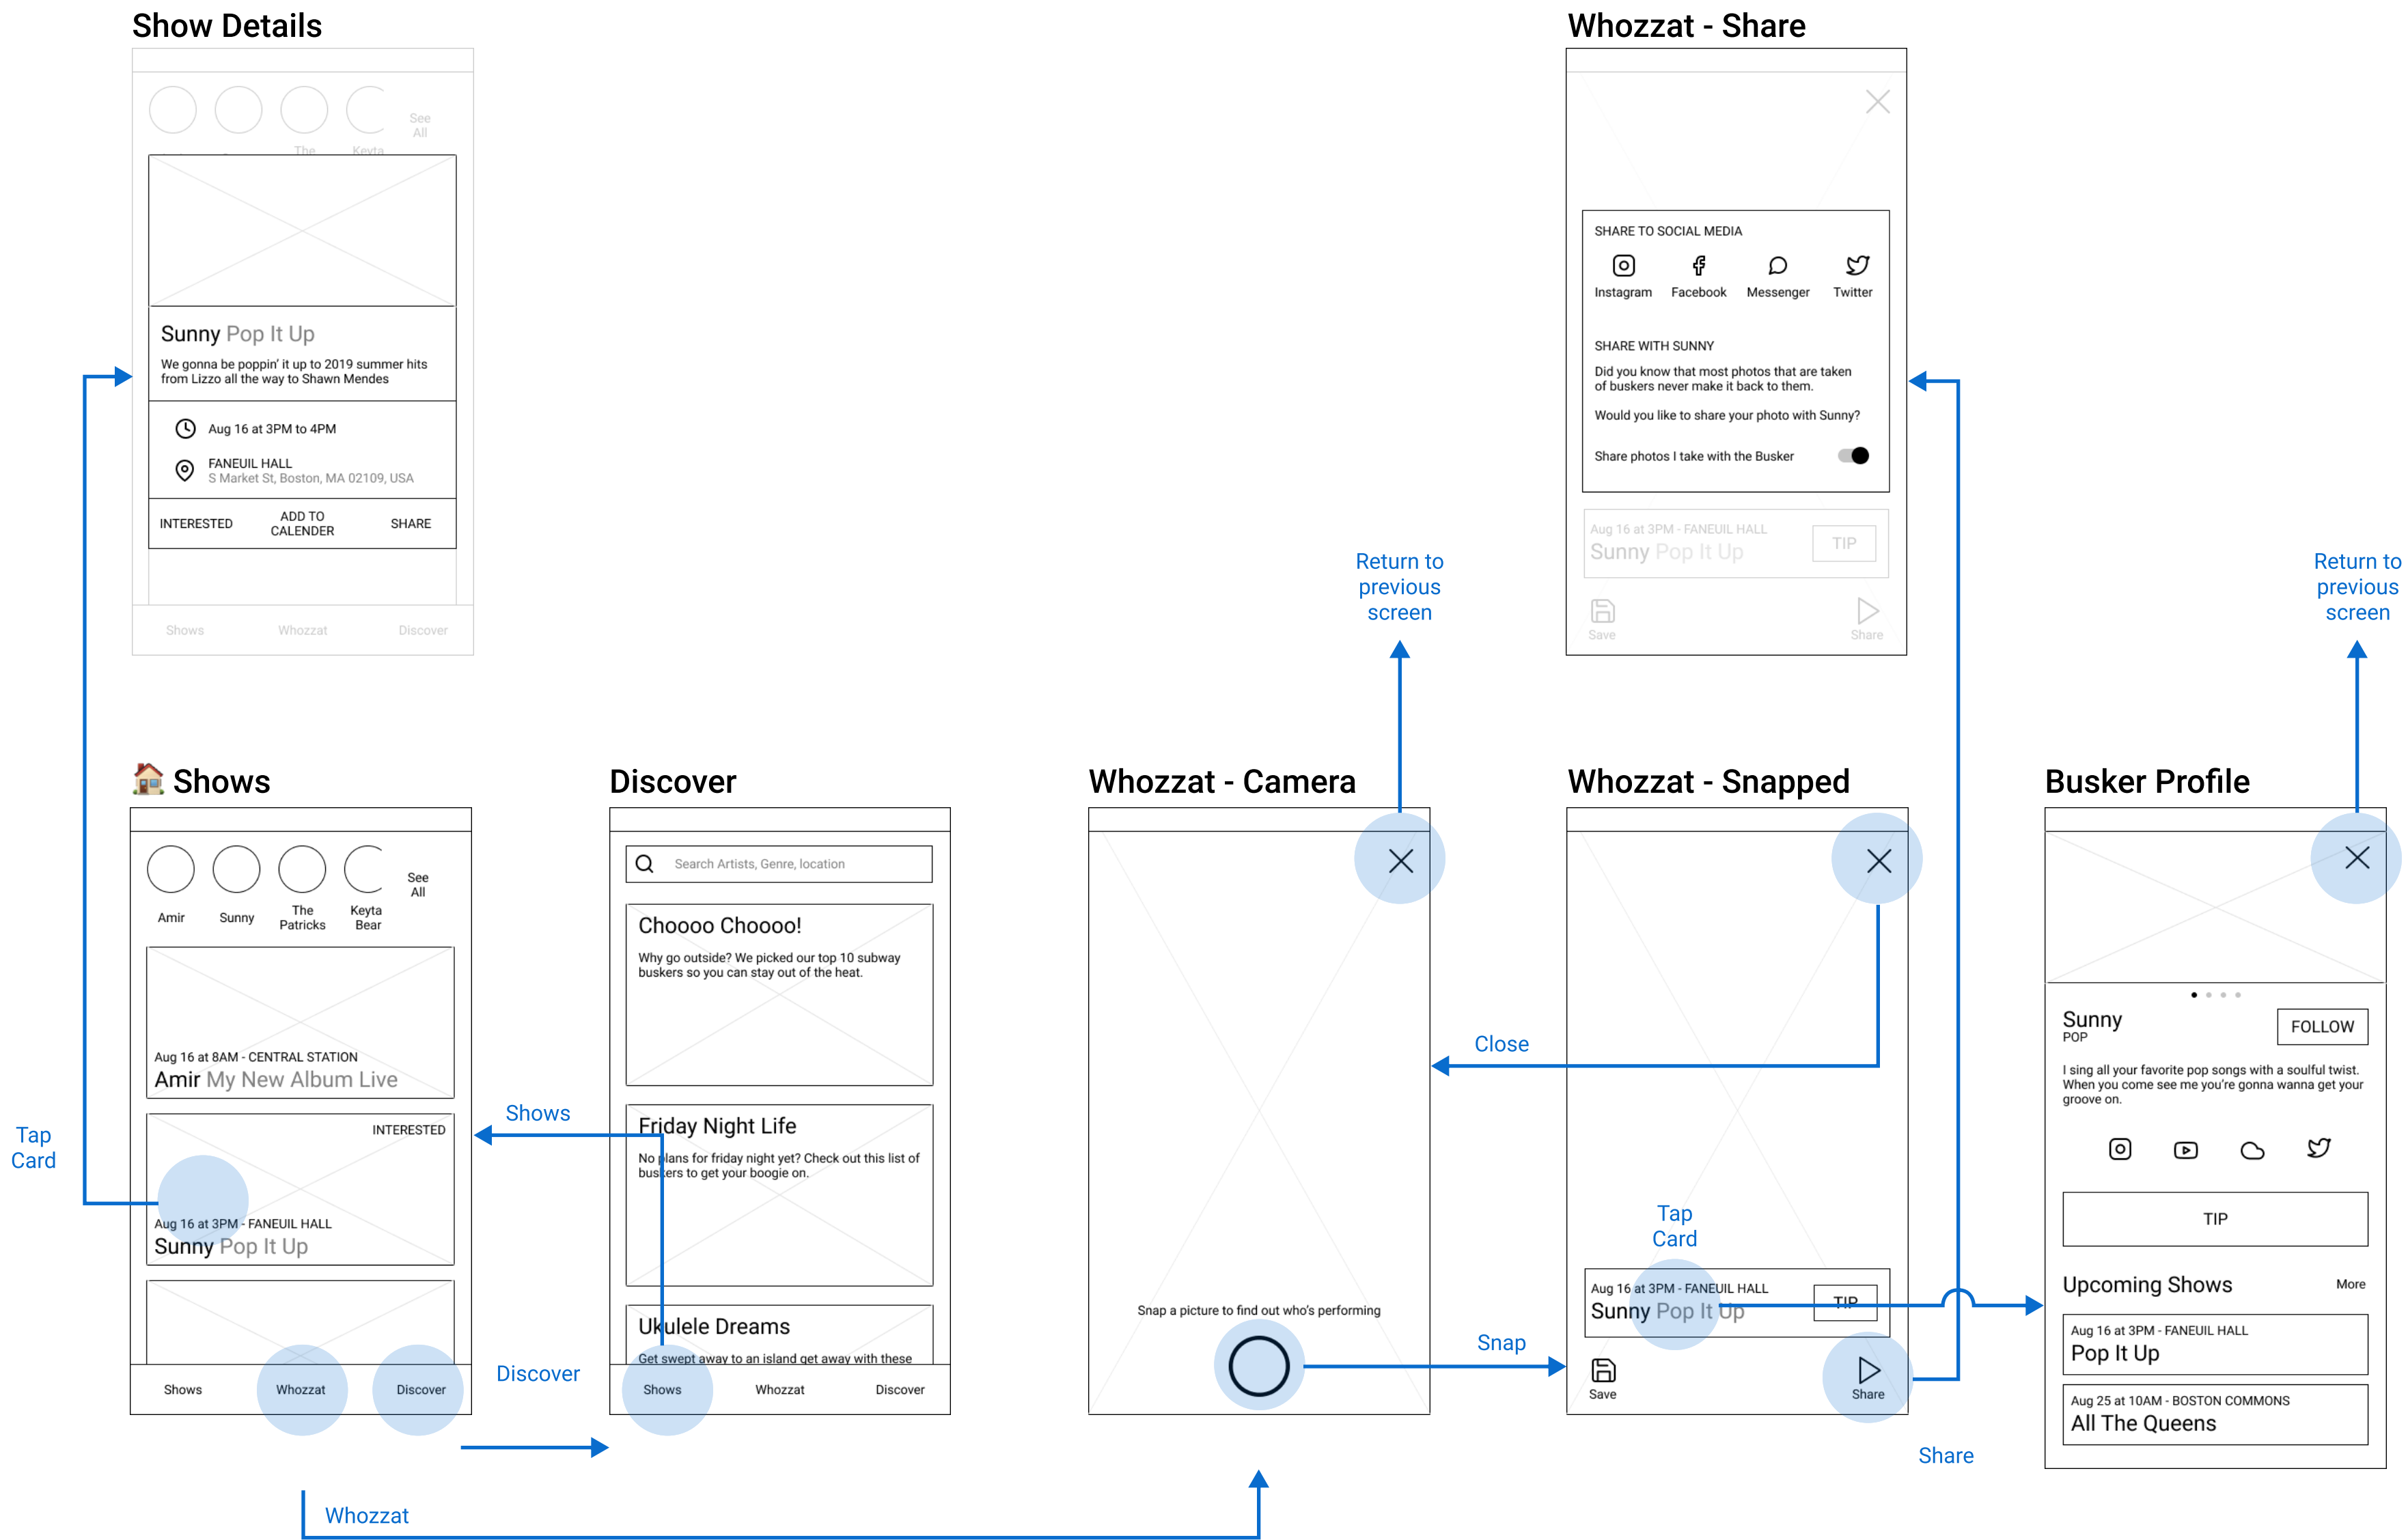 Show Details
See
All
The
Keyta
Sunny Pop It Up
We gonna be poppin’ it up to 2019 summer hits
from Lizzo all the way to Shawn Mendes
Aug 16 at 3PM to 4PM
FANEUIL HALL
S Market St, Boston, MA 02109, USA
INTERESTED
ADD TO
CALENDER
SHARE
Shows
Whozzat
Discover
Whozzat - Share
SHARE TO SOCIAL MEDIA
Instagram
Facebook
Messenger
Twitter
SHARE WITH SUNNY
Did you know that most photos that are taken
of buskers never make it back to them.
Would you like to share your photo with Sunny?
Share photos I take with the Busker
Aug 16 at 3PM - FANEUIL HALL
Sunny Pop It Up
TIP
Save
Share
Return to
previous
screen
Return to
previous
screen
Tap
Card
Shows
Amir
Sunny
The
Patricks
Keyta
Bear
See
All
Aug 16 at 8AM - CENTRAL STATION
Amir My New Album Live
INTERESTED
Aug 16 at 3PM - FANEUIL HALL
Sunny Pop It Up
Shows
Whozzat
Discover
Shows
Discover
Whozzat
Discover
Search Artists, Genre, location
Choooo Choooo!
Why go outside? We picked our top 10 subway
buskers so you can stay out of the heat.
Friday Night Life
No plans for friday night yet? Check out this list of
buskers to get your boogie on.
Ukulele Dreams
Get swept away to an island get away with these
Shows
Whozzat
Discover
Whozzat - Camera
Snap a picture to find out who’s performing
Close
Snap
Whozzat - Snapped
Tap
Card
Aug 16 at 3PM - FANEUIL HALL
Sunny Pop It Up
TIP
Save
Share
Share
Busker Profile
Sunny
POP
FOLLOW
I sing all your favorite pop songs with a soulful twist.
When you come see me you’re gonna wanna get your
groove on.
TIP
Upcoming Shows
More
Aug 16 at 3PM - FANEUIL HALL
Pop It Up
Aug 25 at 10AM - BOSTON COMMONS
All The Queens